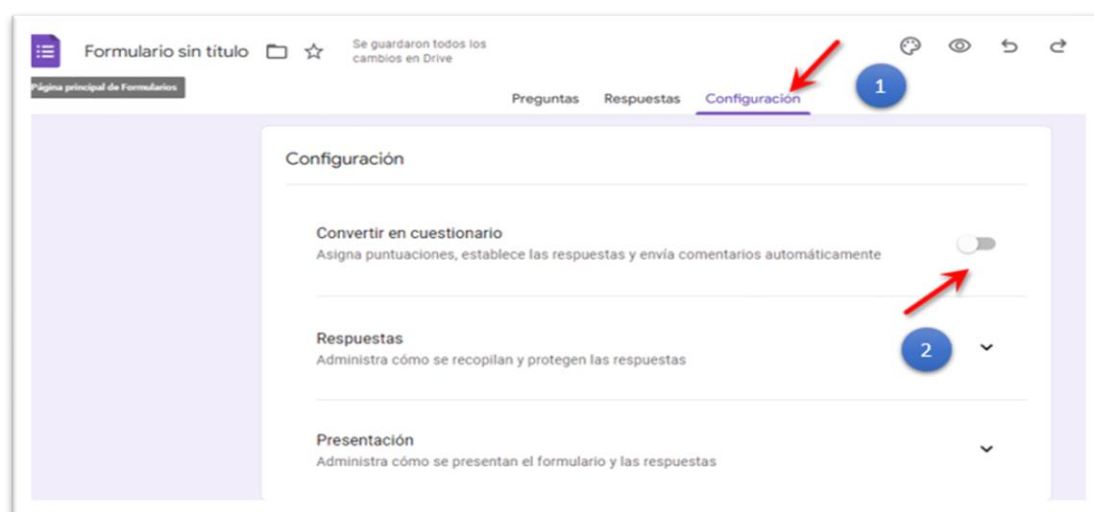 Formulario sin título
Se guardaron todos los
cambios en Drive
Página principal de Formularios
Preguntas Respuestas Configuración
1
Configuración
Convertir en cuestionario
Asigna puntuaciones, establece las respuestas y envía comentarios automáticamente
Respuestas
Administra cómo se recopilan y protegen las respuestas
2
Presentación
Administra cómo se presentan el formulario y las respuestas